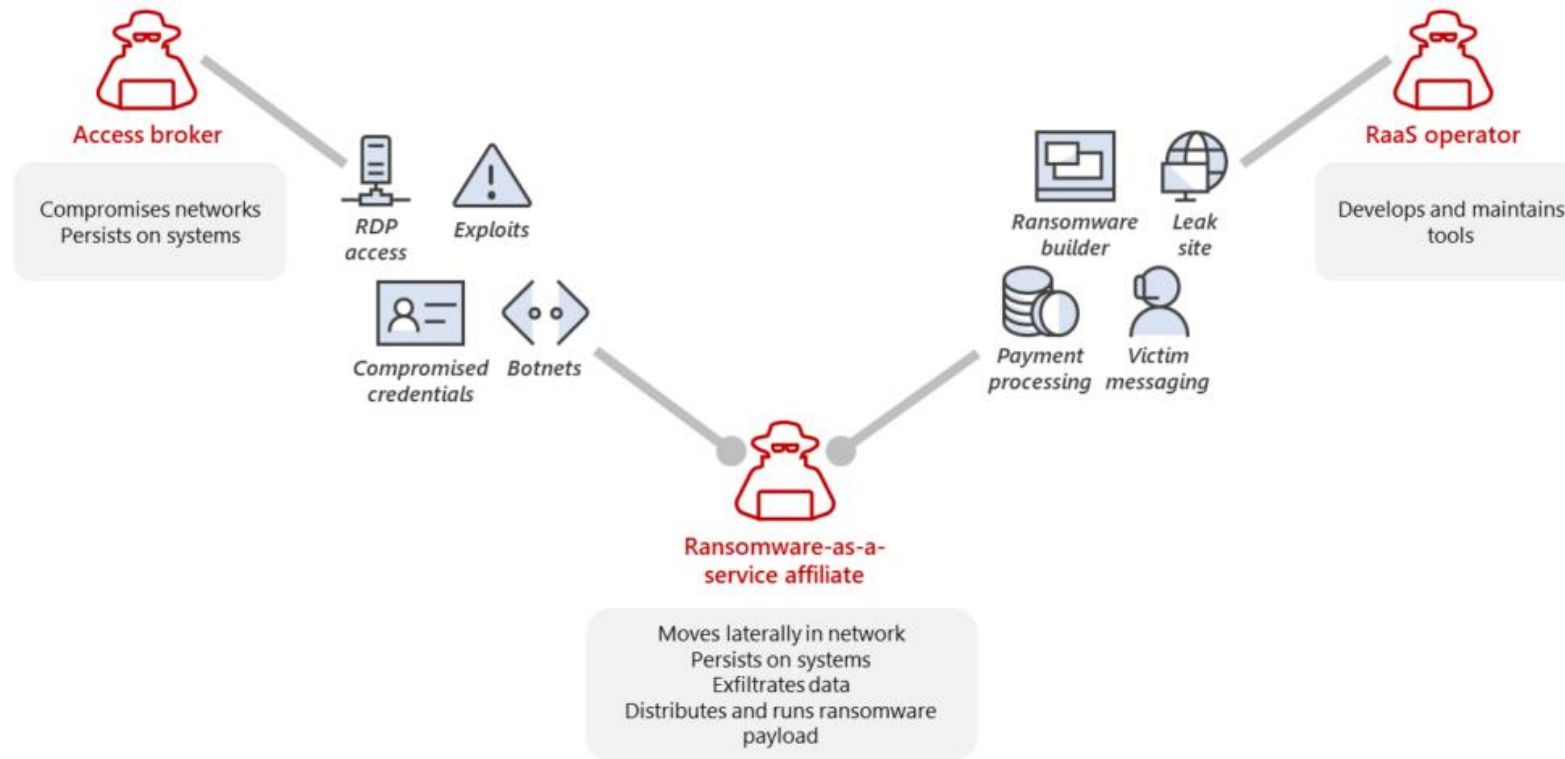 Access broker
Compromises networks
Persists on systems
RDP
access
Exploits
Compromised
credentials
Botnets
Ransomware
builder
Leak
site
Payment
processing
Victim
messaging
RaaS operator
Develops and maintains
tools
Ransomware-as-a-
service affiliate
Moves laterally in network
Persists on systems
Exfiltrates data
Distributes and runs ransomware
payload